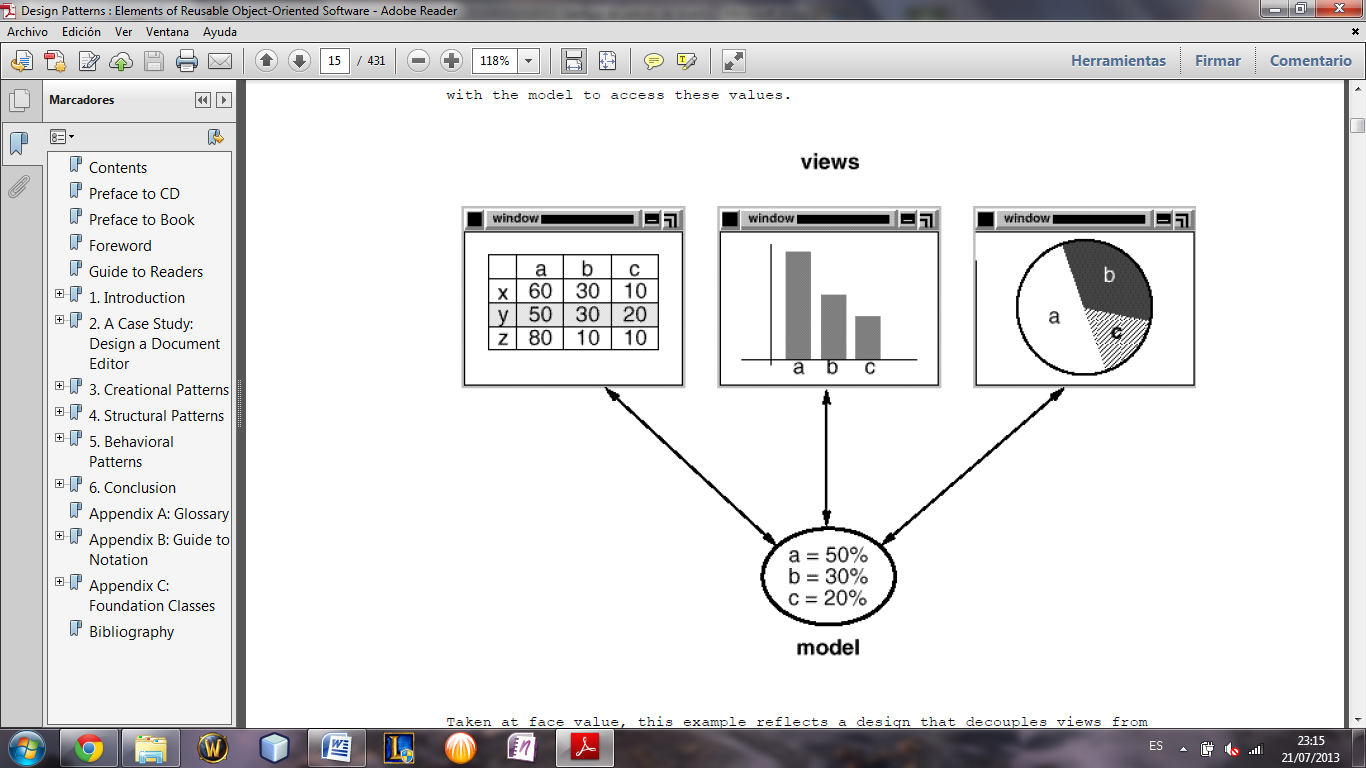 Design Patterns : Elements of Reusable Object-Oriented Software - Adobe Reader
Archivo Edición Ver Ventana Ayuda
15 / 431 118% Herramientas Firmar Comentario
Marcadores
Contents
Preface to CD
Preface to Book
Foreword
Guide to Readers
1. Introduction
2. A Case Study:
Design a Document
Editor
3. Creational Patterns
4. Structural Patterns
5. Behavioral
Patterns
6. Conclusion
Appendix A: Glossary
Appendix B: Guide to
Notation
Appendix C:
Foundation Classes
Bibliography
with the model to access these values.
views
window
a b c
x 60 30 10
y 50 30 20
z 80 10 10
window
a b c
window
a
b
c
a = 50%
b = 30%
c = 20%
model
Taken at face value, this example reflects a design that decouples views from
ES
23:15
21/07/2013